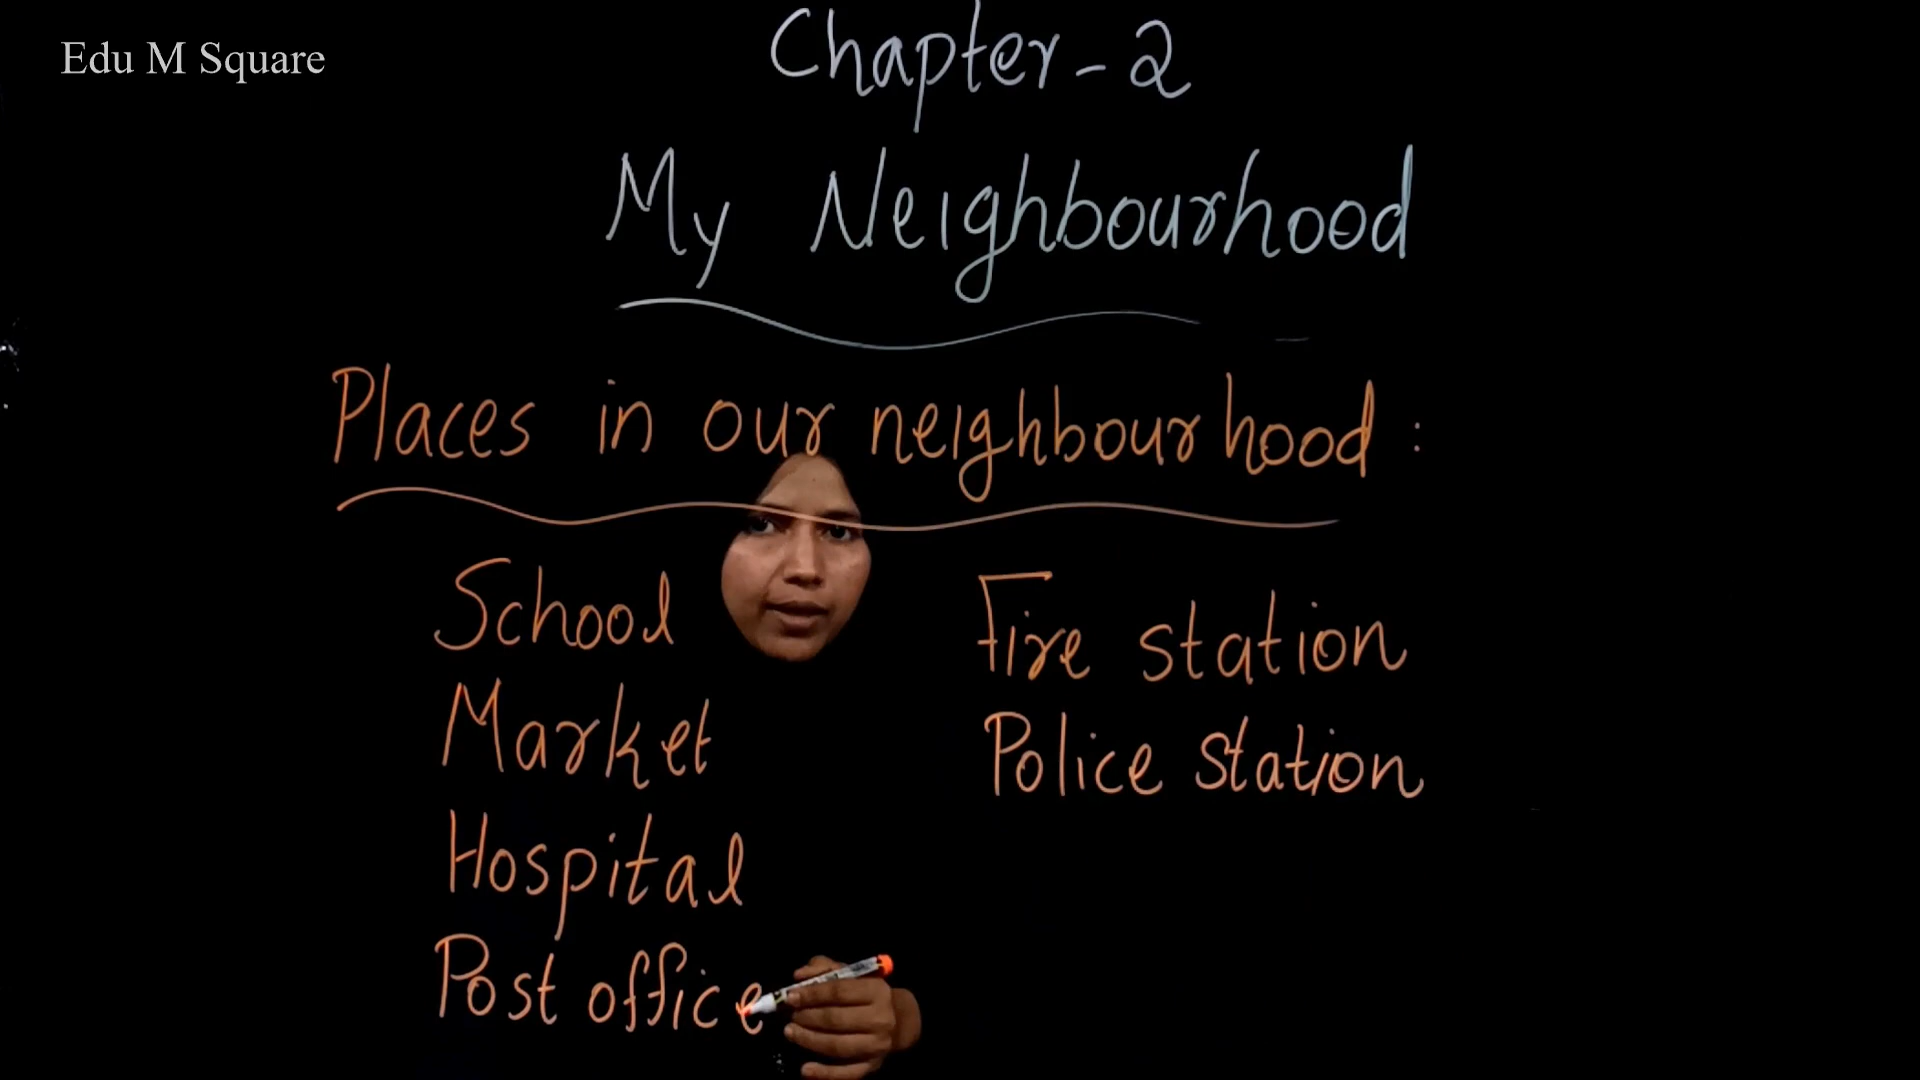 Edu M Square
Chapter-2
My Neighbourhood
Places in our neighbourhood :
School
Market
Hospital
Post office
Fire station
Police station